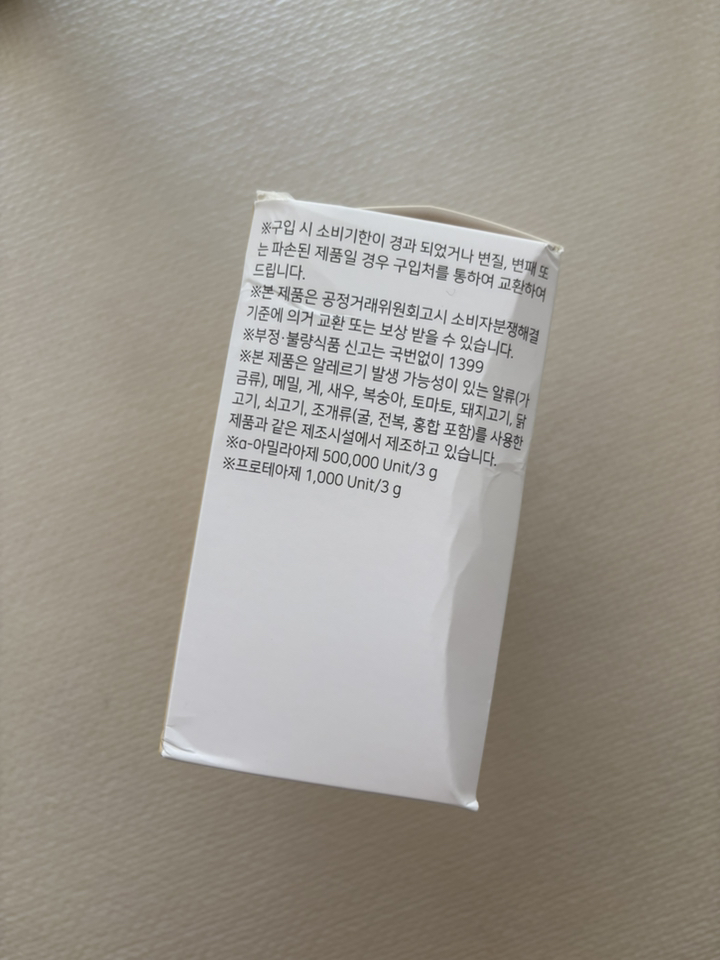 ※구입 시 소비기한이 경과 되었거나 변질, 변패 또
는 파손된 제품일 경우 구입처를 통하여 교환하여
드립니다.
※본 제품은 공정거래위원회고시 소비자분쟁해결
기준에 의거 교환 또는 보상 받을 수 있습니다.
※부정·불량식품 신고는 국번없이 1399
※본 제품은 알레르기 발생 가능성이 있는 알류(가
금류), 메밀, 게, 새우, 복숭아, 토마토, 돼지고기, 닭
고기, 쇠고기, 조개류(굴, 전복, 홍합 포함)를 사용한
제품과 같은 제조시설에서 제조하고 있습니다.
※α-아밀라아제 500,000 Unit/3 g
※프로테아제 1,000 Unit/3 g